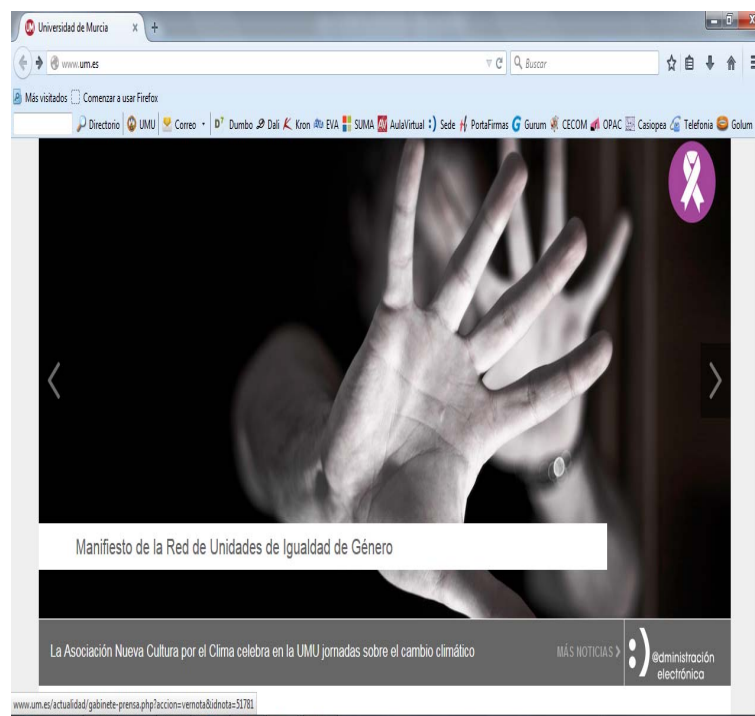 Universidad de Murcia
www.um.es
Buscar
Más visitados Comenzar a usar Firefox
Directorio UMU Correo Dumbo Dali Kron EVA SUMA AulaVirtual Sede PortaFirmas Gurum CECOM OPAC Casiopea Telefonia Golum
Manifiesto de la Red de Unidades de Igualdad de Género
La Asociación Nueva Cultura por el Clima celebra en la UMU jornadas sobre el cambio climático
MÁS NOTICIAS >
:) @dministración
electrónica
www.um.es/actualidad/gabinete-prensa.php?accion=vernota&idnota=51781